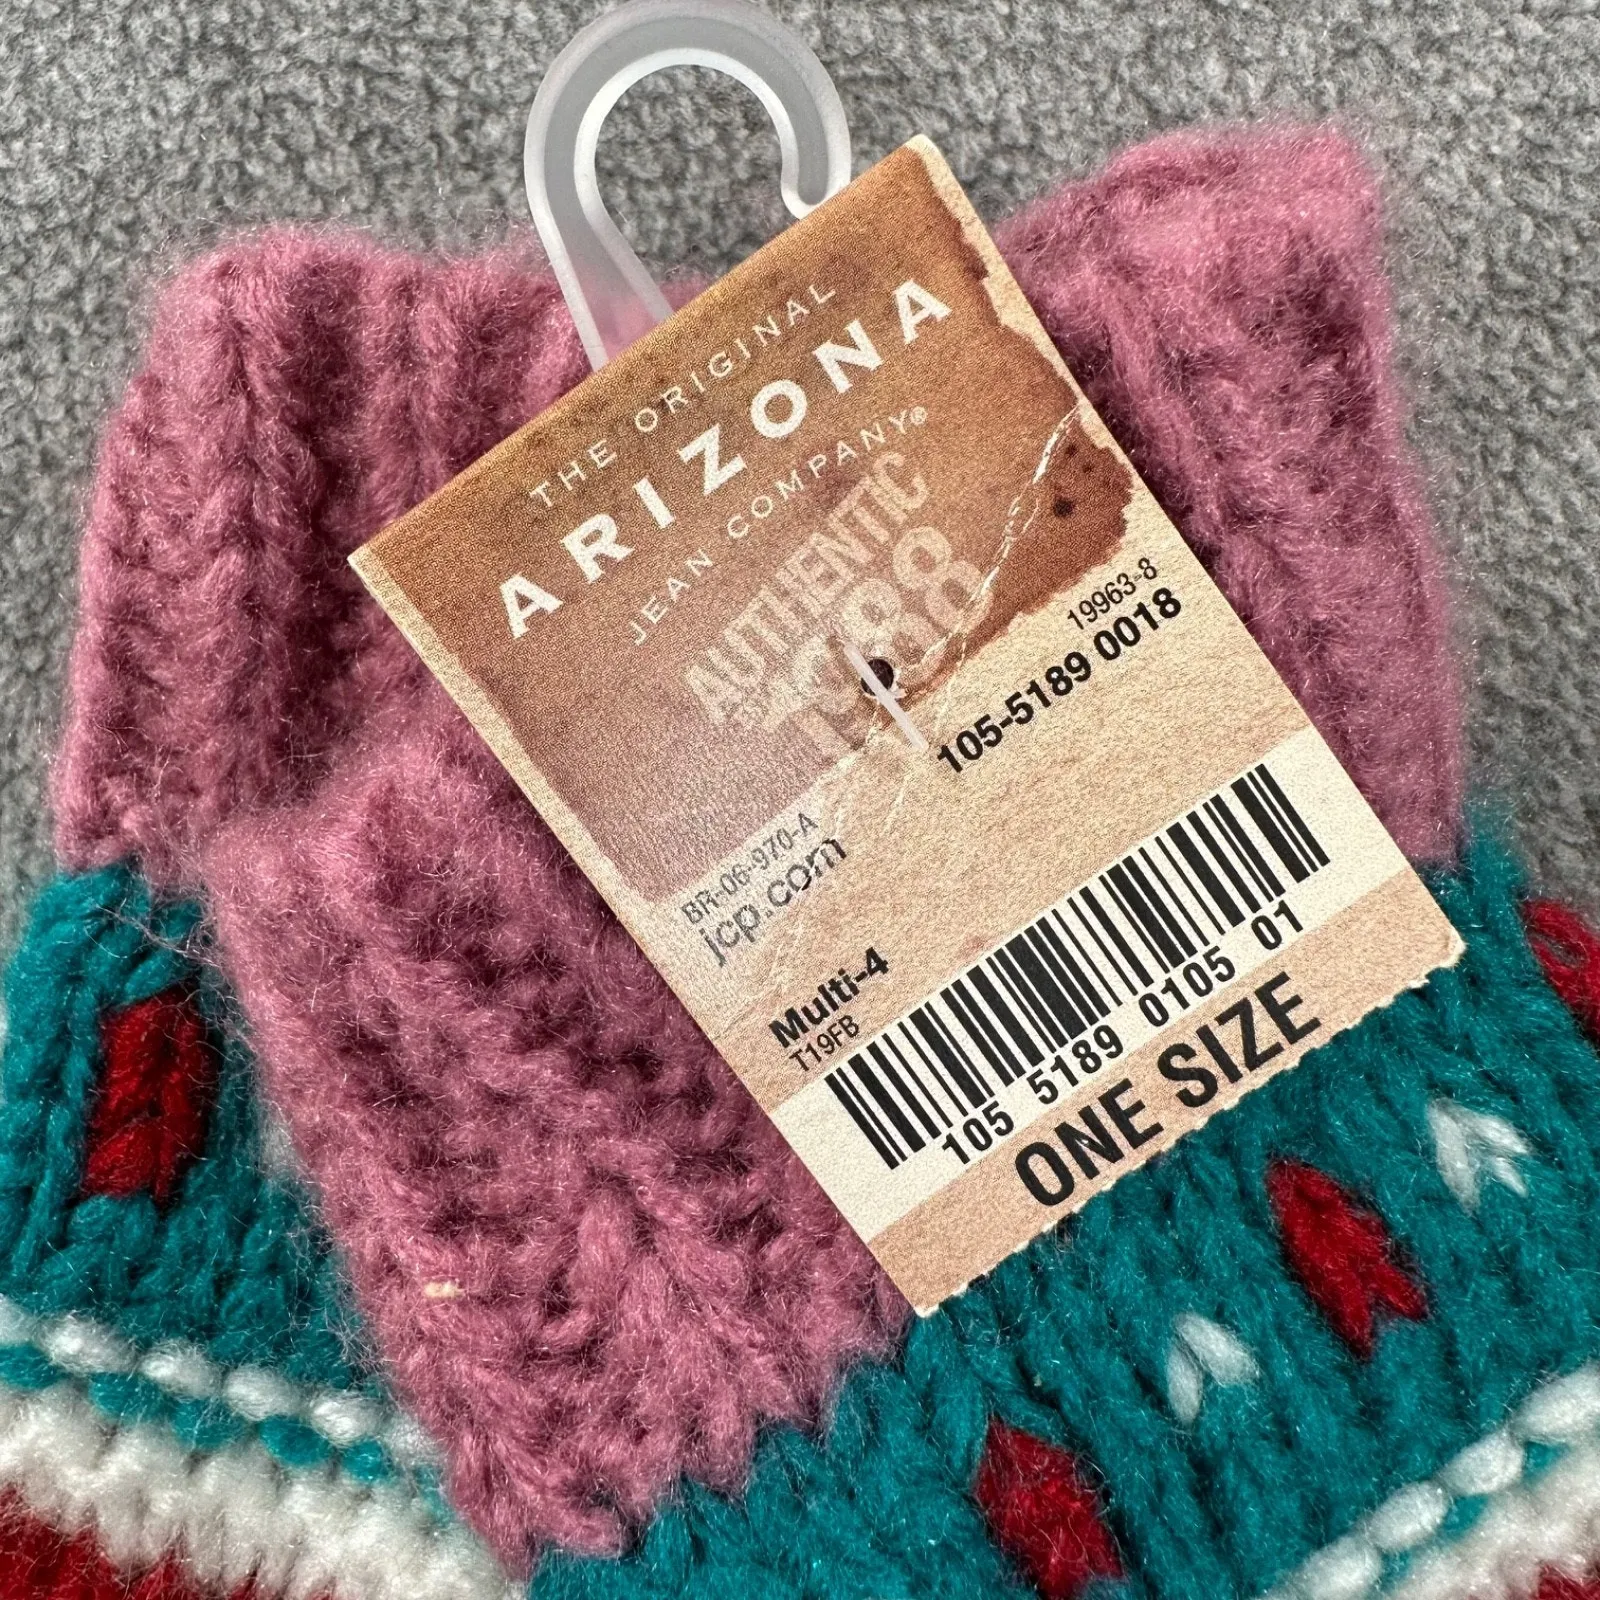 THE ORIGINAL
ARIZONA
JEAN COMPANY®
AUTHENTIC
1988
19963-8
105-5189 0018
BR-06-970-A
jcp.com
Multi-4
T19FB
105 5189 0105 01
ONE SIZE